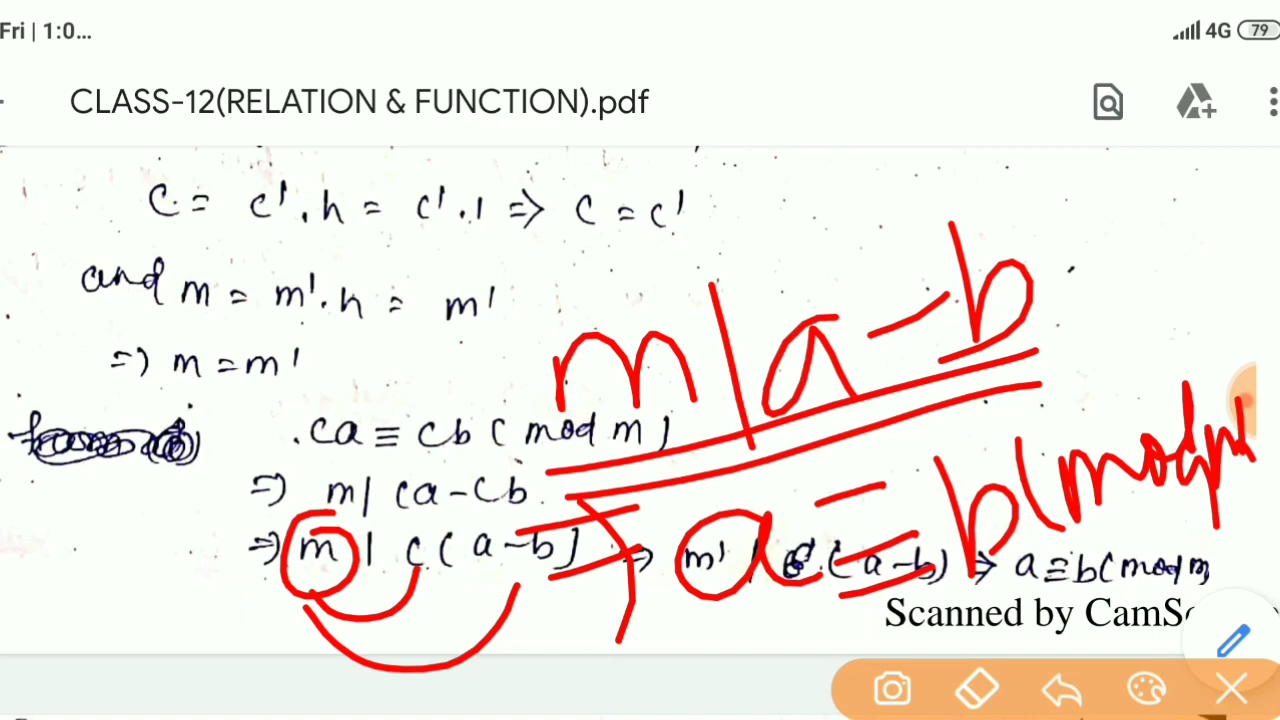 Fri | 1:0...
4G 79
CLASS-12(RELATION & FUNCTION).pdf
C = c'.h = c'.1 => C = c'
and m = m'.h = m'
=> m = m'
m | a - b
.ca ≡ cb ( mod m )
=> m | ca - cb.
=> a ≡ b (mod m
=> m | c ( a - b ) => m' | c' (a - b) => a ≡ b ( mod m
Scanned by CamSc